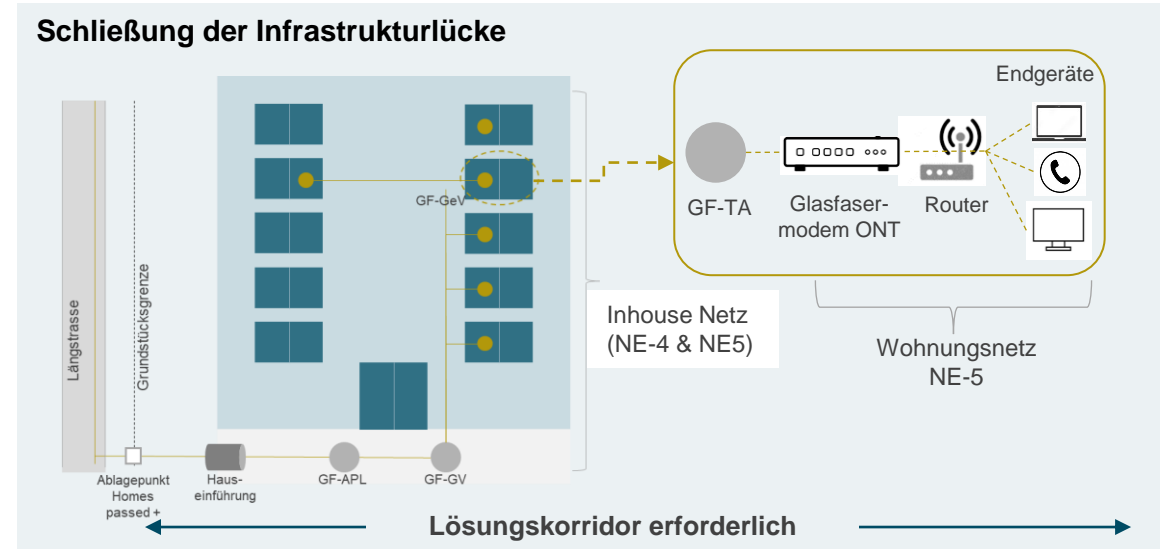 Schließung der Infrastrukturlücke
Endgeräte
GF-GeV
GF-TA
Glasfaser-
modem ONT
Router
Längstrasse
Grundstücksgrenze
Inhouse Netz
(NE-4 & NE5)
Wohnungsnetz
NE-5
Ablagepunkt
Homes
passed +
Haus-
einführung
GF-APL
GF-GV
Lösungskorridor erforderlich